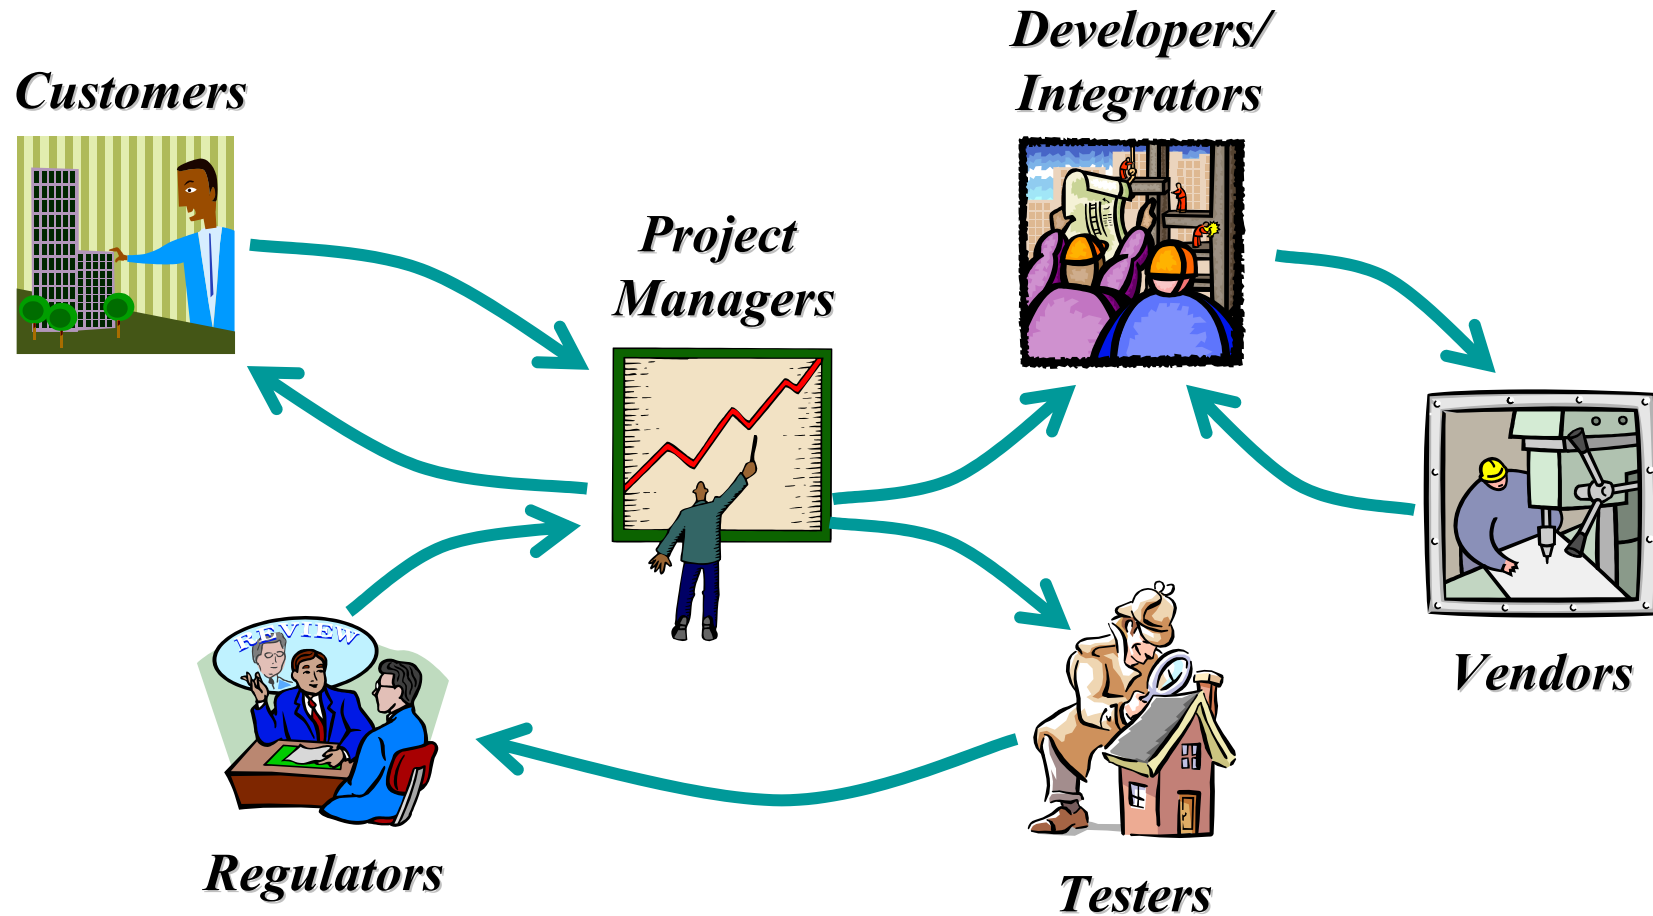 Developers/
Integrators
Customers
Project
Managers
Vendors
REVIEW
Regulators
Testers